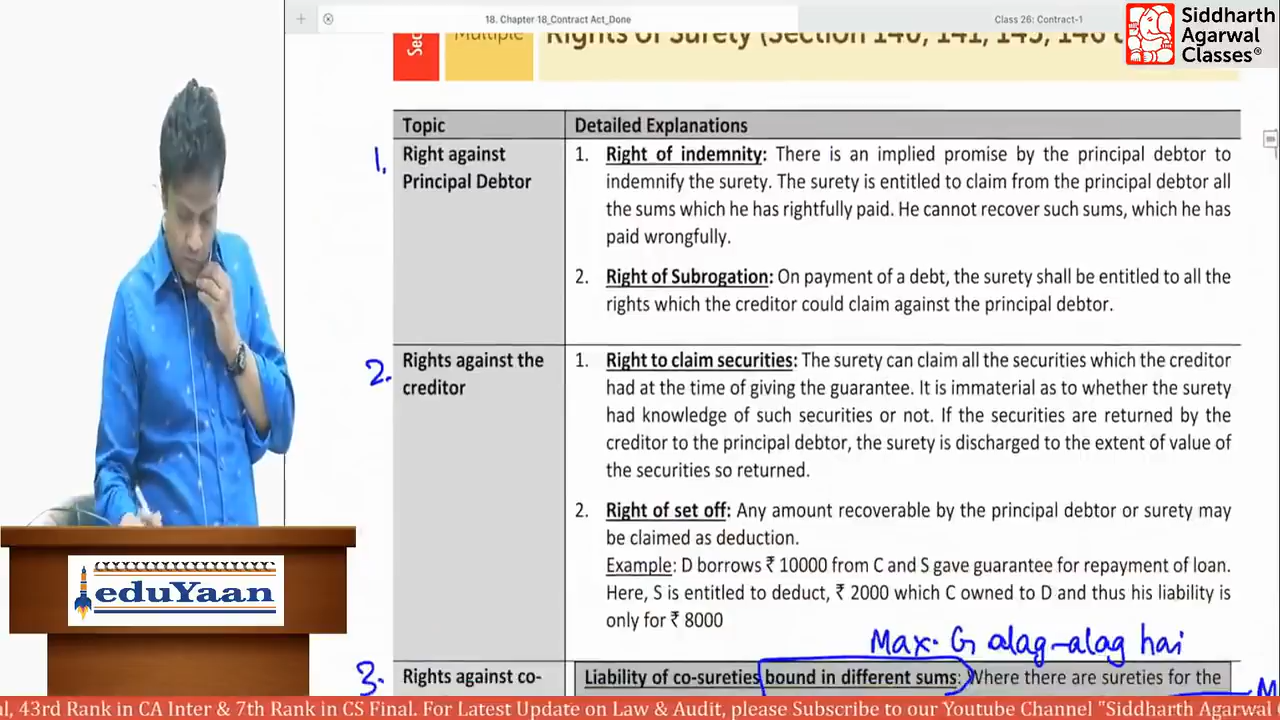 18. Chapter 18_Contract Act_Done
Class 26: Contract-1
Siddharth
Agarwal
Classes®
Sec
Multiple
Rights of Surety (Section 140, 141, 145, 146
Topic
Detailed Explanations
1.
Right against
Principal Debtor
1. Right of indemnity: There is an implied promise by the principal debtor to
indemnify the surety. The surety is entitled to claim from the principal debtor all
the sums which he has rightfully paid. He cannot recover such sums, which he has
paid wrongfully.
2. Right of Subrogation: On payment of a debt, the surety shall be entitled to all the
rights which the creditor could claim against the principal debtor.
2.
Rights against the
creditor
1. Right to claim securities: The surety can claim all the securities which the creditor
had at the time of giving the guarantee. It is immaterial as to whether the surety
had knowledge of such securities or not. If the securities are returned by the
creditor to the principal debtor, the surety is discharged to the extent of value of
the securities so returned.
2. Right of set off: Any amount recoverable by the principal debtor or surety may
be claimed as deduction.
Example: D borrows ₹ 10000 from C and S gave guarantee for repayment of loan.
Here, S is entitled to deduct, ₹ 2000 which C owned to D and thus his liability is
only for ₹ 8000
Max. G alag-alag hai
3.
Rights against co-
Liability of co-sureties bound in different sums: Where there are sureties for the
M
eduYaan
al, 43rd Rank in CA Inter & 7th Rank in CS Final. For Latest Update on Law & Audit, please Subscribe to our Youtube Channel "Siddharth Agarwal